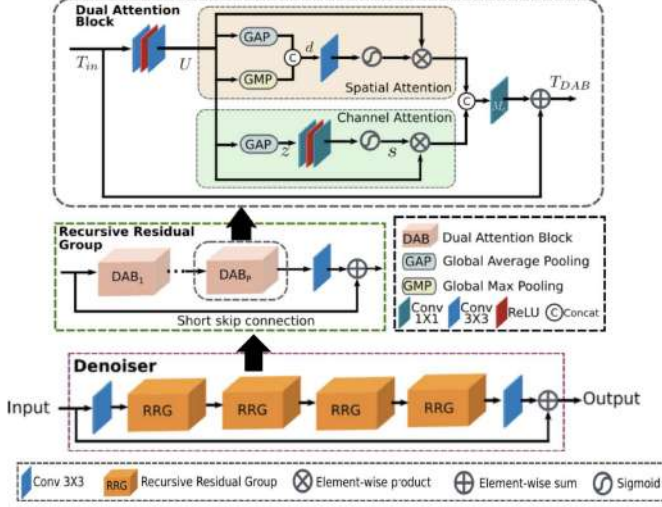 Dual Attention
Block
T_in
U
GAP
GMP
C
d
Spatial Attention
Channel Attention
GAP
z
s
C
T_DAB
Recursive Residual
Group
DAB₁
DABₚ
Short skip connection
DAB Dual Attention Block
GAP Global Average Pooling
GMP Global Max Pooling
Conv 1X1
Conv 3X3
ReLU
C Concat
Denoiser
Input
RRG
RRG
RRG
RRG
Output
Conv 3X3
RRG Recursive Residual Group
Element-wise product
Element-wise sum
Sigmoid